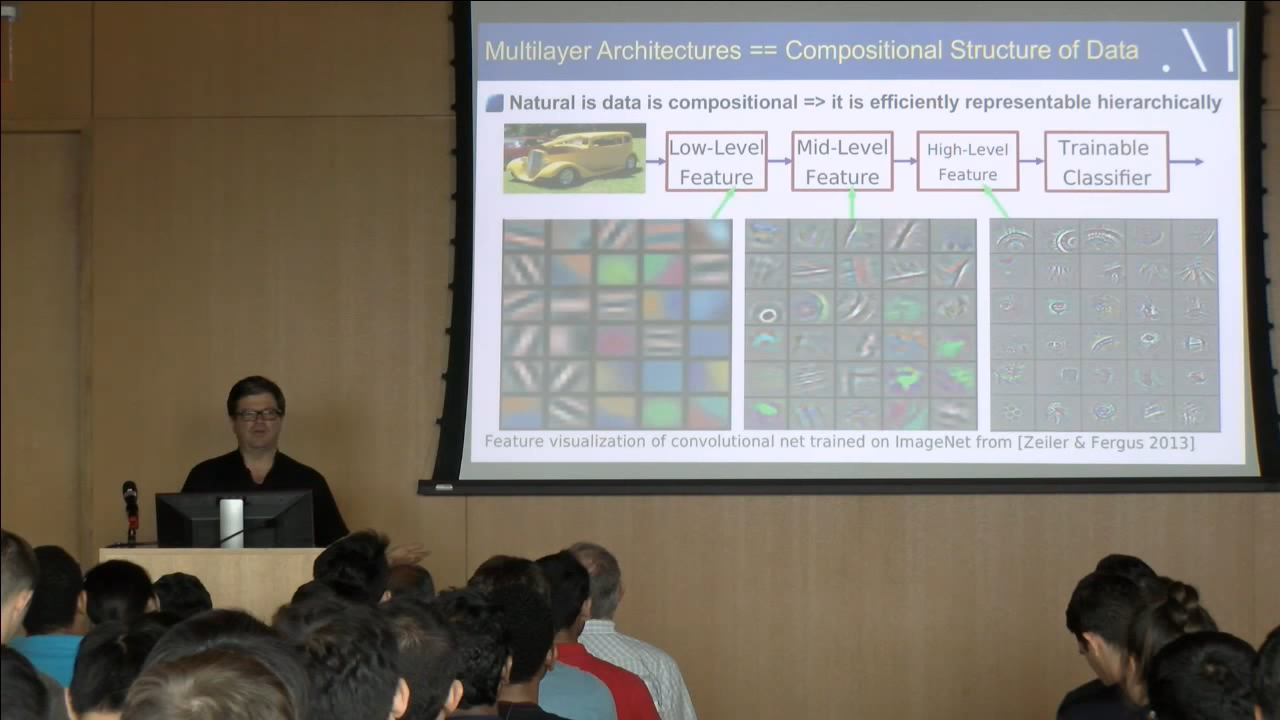 Multilayer Architectures == Compositional Structure of Data
Natural is data is compositional => it is efficiently representable hierarchically
Low-Level
Feature
Mid-Level
Feature
High-Level
Feature
Trainable
Classifier
Feature visualization of convolutional net trained on ImageNet from [Zeiler & Fergus 2013]